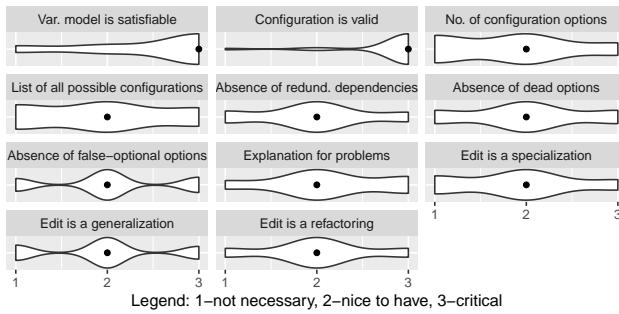 Var. model is satisfiable
Configuration is valid
No. of configuration options
List of all possible configurations
Absence of redund. dependencies
Absence of dead options
Absence of false−optional options
Explanation for problems
Edit is a specialization
1 2 3
Edit is a generalization
Edit is a refactoring
1 2 3
1 2 3
Legend: 1−not necessary, 2−nice to have, 3−critical